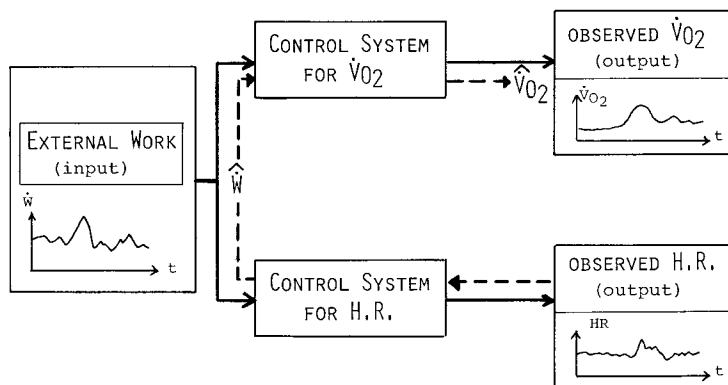 EXTERNAL WORK
(input)
Ẇ
t
CONTROL SYSTEM
FOR V̇O2
OBSERVED V̇O2
(output)
V̇O2
t
V̇̂O2
Ẇ̂
CONTROL SYSTEM
FOR H.R.
OBSERVED H.R.
(output)
HR
t